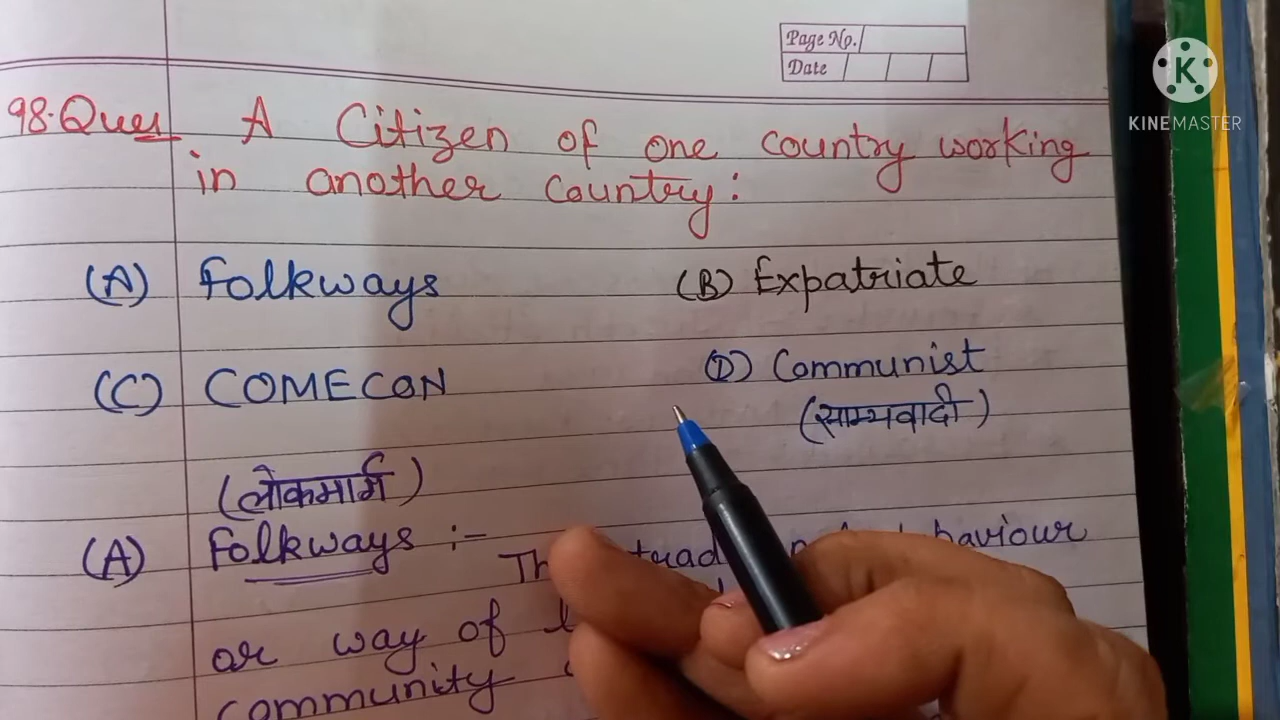 Page No.
Date
K
KINEMASTER
98. Ques A Citizen of one country working
in another country:
(A) Folkways (B) Expatriate
(C) COMECON (D) Communist
(साम्यवादी)
(लोकमार्ग)
(A) Folkways :-
or way of
community